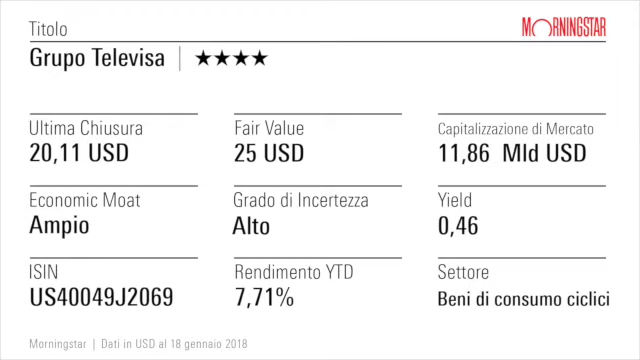 Titolo
MORNINGSTAR
Grupo Televisa | ★★★★
Ultima Chiusura
20,11 USD
Fair Value
25 USD
Capitalizzazione di Mercato
11,86 Mld USD
Economic Moat
Ampio
Grado di Incertezza
Alto
Yield
0,46
ISIN
US40049J2069
Rendimento YTD
7,71%
Settore
Beni di consumo ciclici
Morningstar | Dati in USD al 18 gennaio 2018